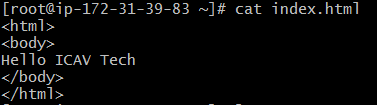 [root@ip-172-31-39-83 ~]# cat index.html
<html>
<body>
Hello ICAV Tech
</body>
</html>